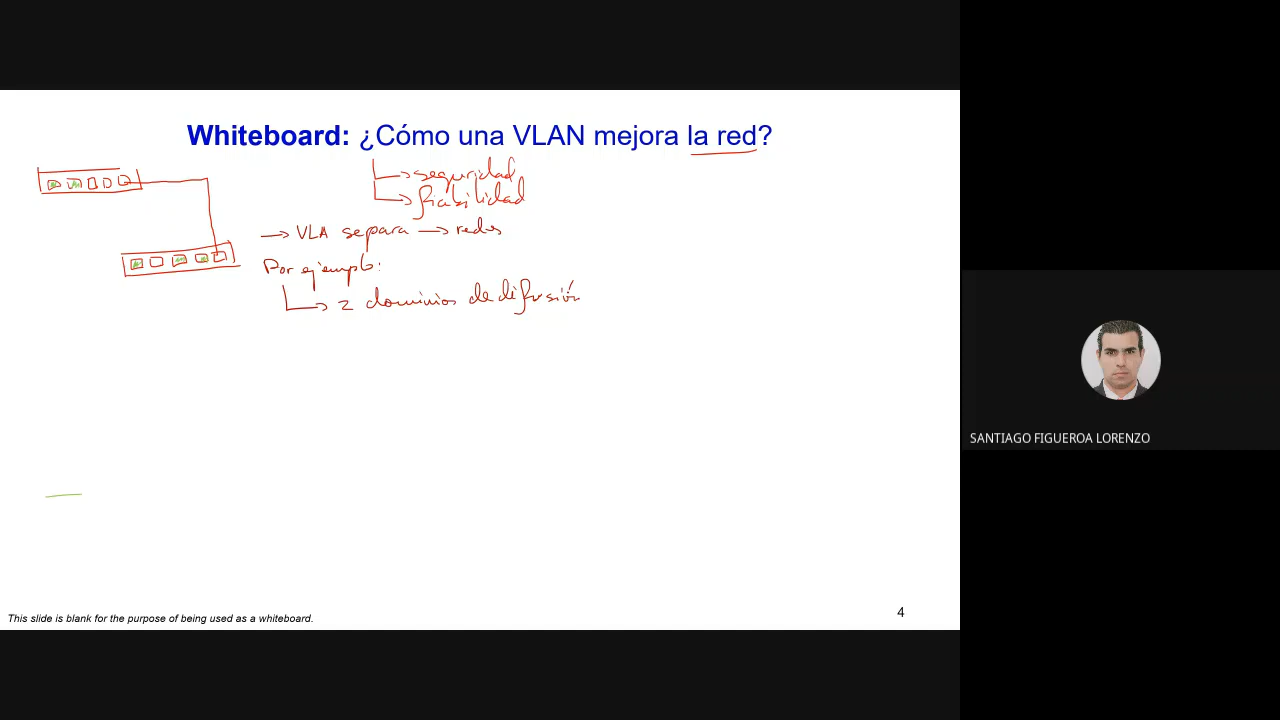 Whiteboard: ¿Cómo una VLAN mejora la red?
→ seguridad
→ fiabilidad
→ VLA separa → redes
Por ejemplo:
→ 2 dominios de difusión
SANTIAGO FIGUEROA LORENZO
4
This slide is blank for the purpose of being used as a whiteboard.